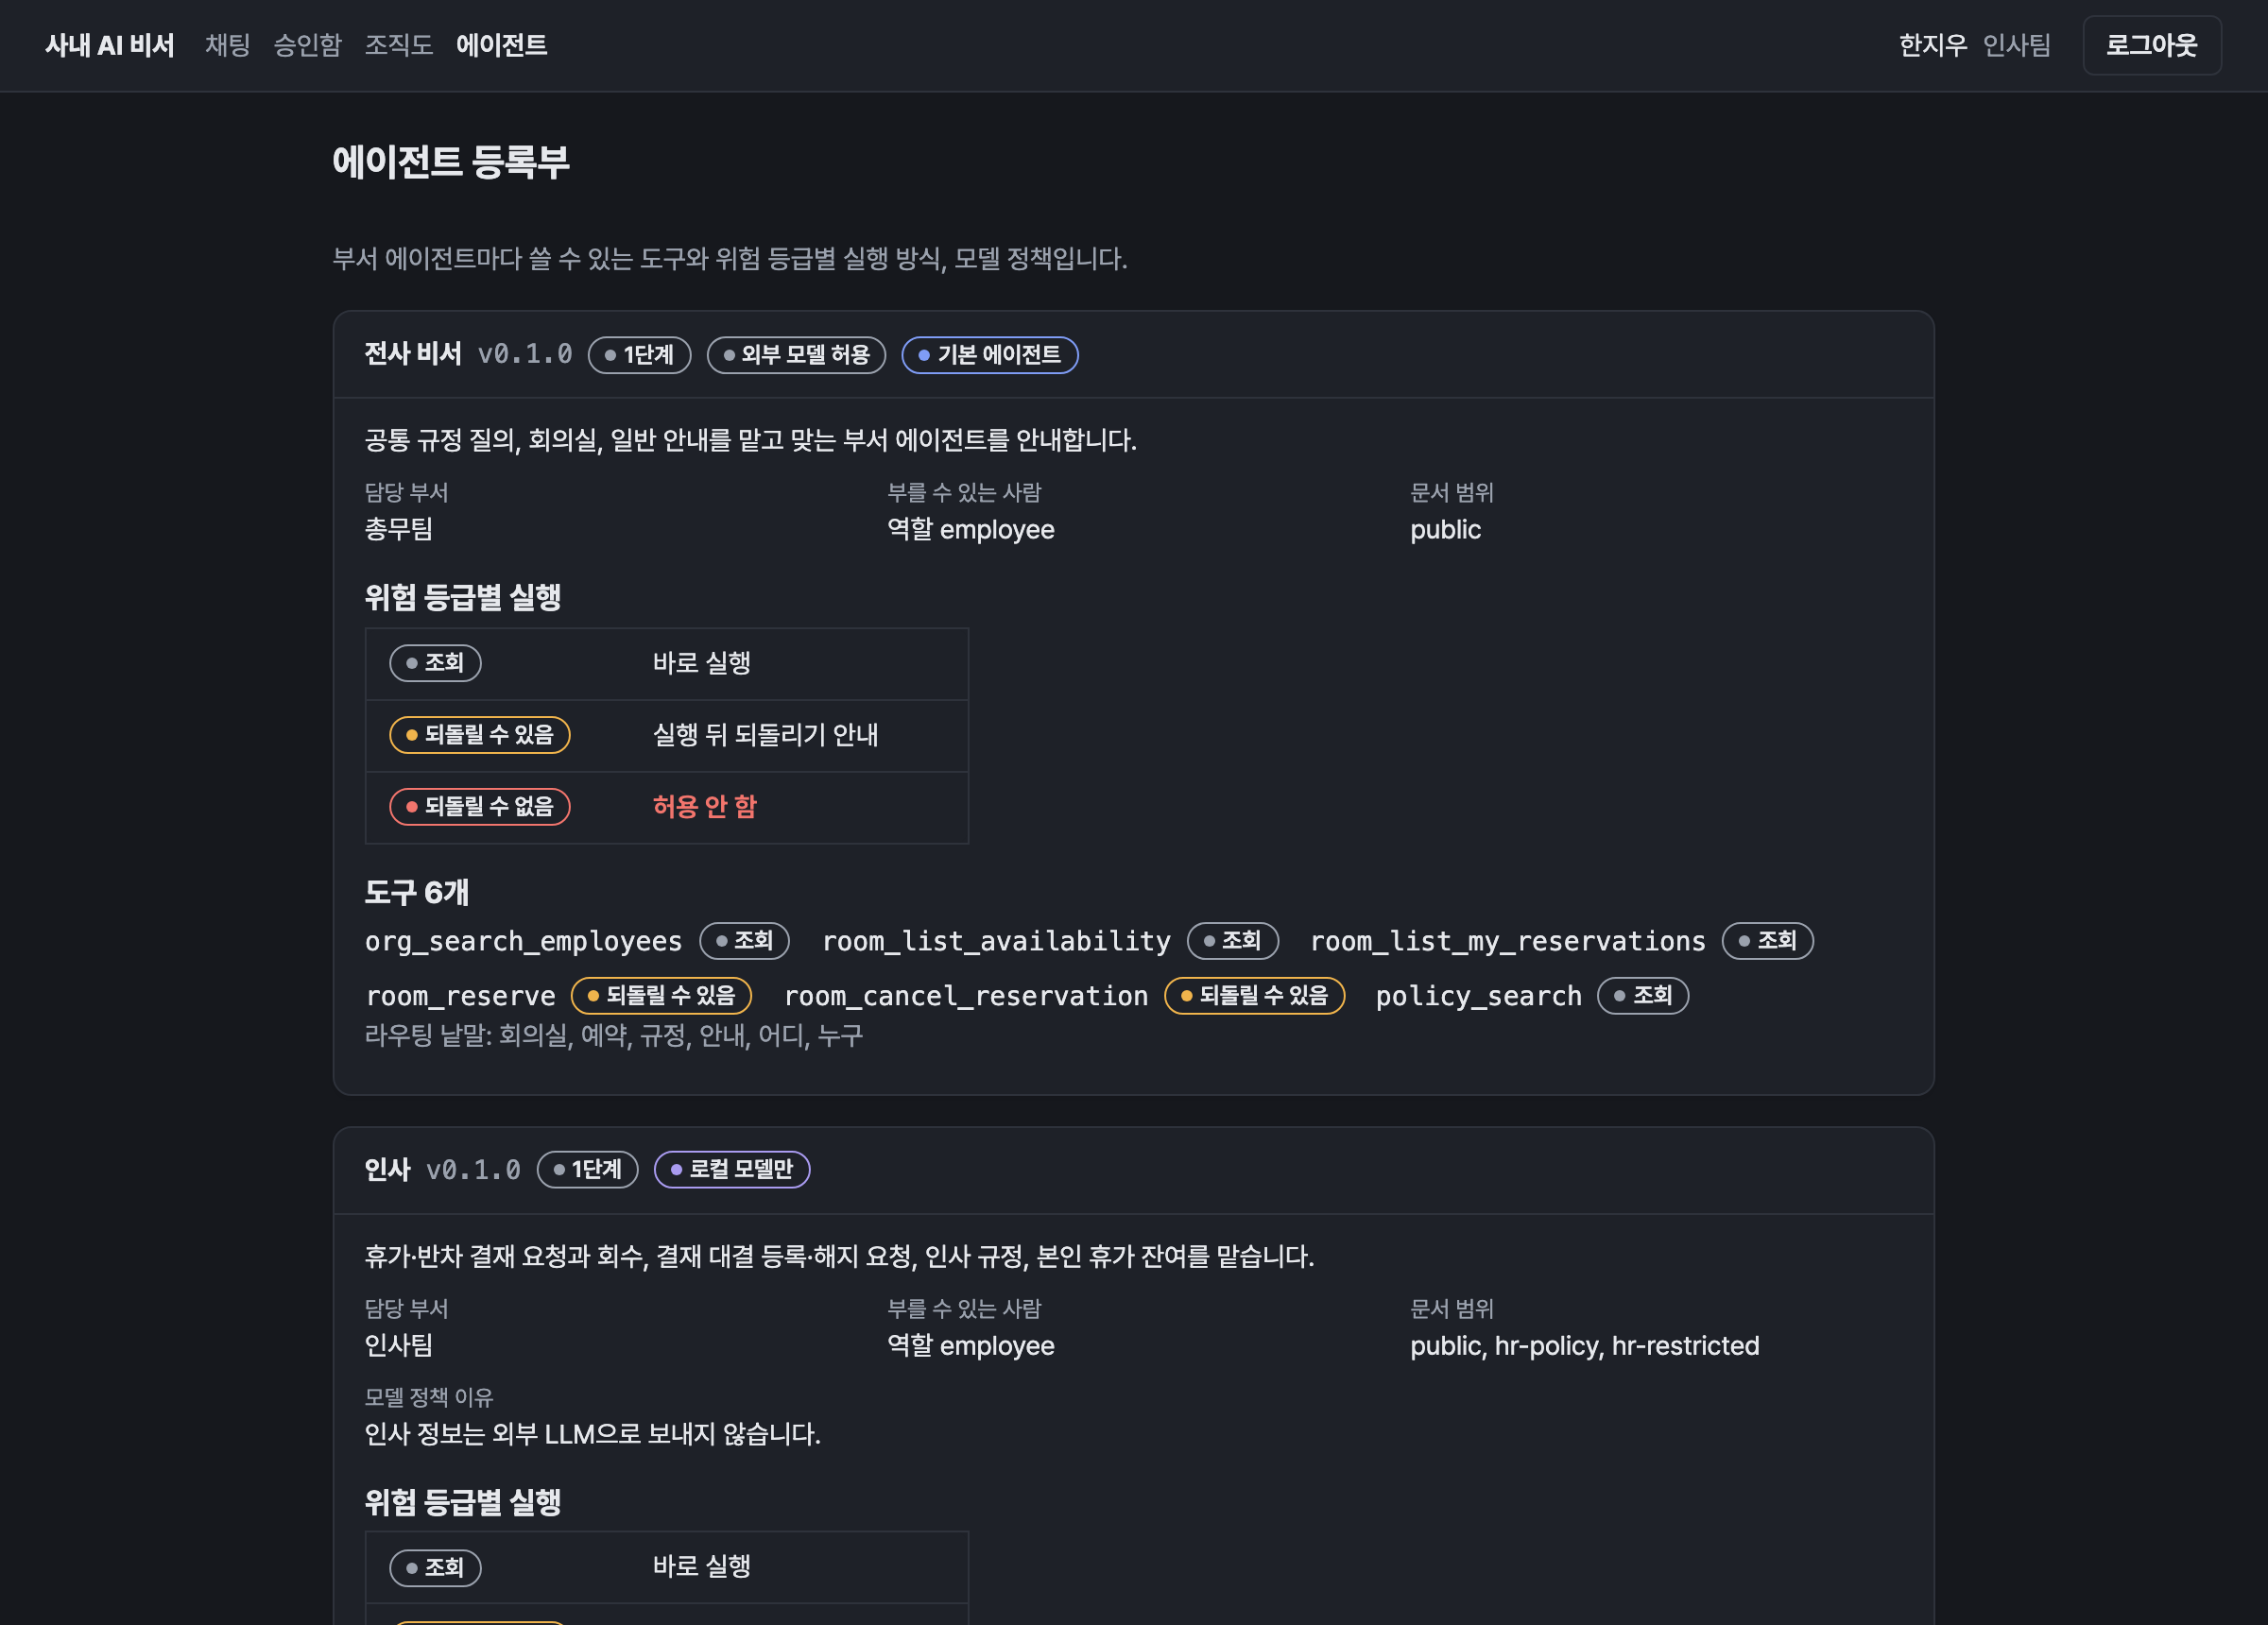 사내 AI 비서 채팅 승인함 조직도 에이전트 한지우 인사팀 로그아웃
에이전트 등록부
부서 에이전트마다 쓸 수 있는 도구와 위험 등급별 실행 방식, 모델 정책입니다.
전사 비서 v0.1.0 1단계 외부 모델 허용 기본 에이전트
공통 규정 질의, 회의실, 일반 안내를 맡고 맞는 부서 에이전트를 안내합니다.
담당 부서 부를 수 있는 사람 문서 범위
총무팀 역할 employee public
위험 등급별 실행
조회 바로 실행
되돌릴 수 있음 실행 뒤 되돌리기 안내
되돌릴 수 없음 허용 안 함
도구 6개
org_search_employees 조회 room_list_availability 조회 room_list_my_reservations 조회
room_reserve 되돌릴 수 있음 room_cancel_reservation 되돌릴 수 있음 policy_search 조회
라우팅 낱말: 회의실, 예약, 규정, 안내, 어디, 누구
인사 v0.1.0 1단계 로컬 모델만
휴가·반차 결재 요청과 회수, 결재 대결 등록·해지 요청, 인사 규정, 본인 휴가 잔여를 맡습니다.
담당 부서 부를 수 있는 사람 문서 범위
인사팀 역할 employee public, hr-policy, hr-restricted
모델 정책 이유
인사 정보는 외부 LLM으로 보내지 않습니다.
위험 등급별 실행
조회 바로 실행